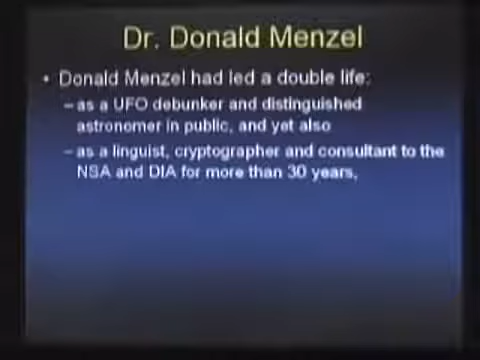 Dr. Donald Menzel
• Donald Menzel had led a double life:
– as a UFO debunker and distinguished
astronomer in public, and yet also
– as a linguist, cryptographer and consultant to the
NSA and DIA for more than 30 years,